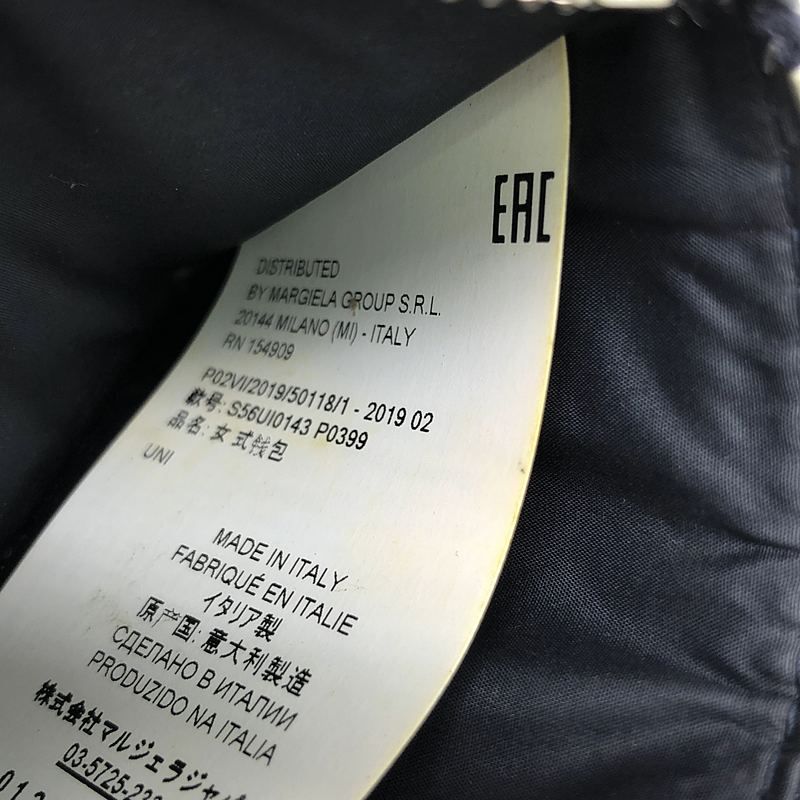 EAC
DISTRIBUTED
BY MARGIELA GROUP S.R.L.
20144 MILANO (MI) - ITALY
RN 154909
P02VI/2019/50118/1 - 2019 02
款号: S56UI0143 P0399
品名: 女式钱包
UNI
MADE IN ITALY
FABRIQUÉ EN ITALIE
イタリア製
原产国: 意大利製造
СДЕЛАНО В ИТАЛИИ
PRODUZIDO NA ITALIA
株式会社マルジェラジャ
03-5725-23